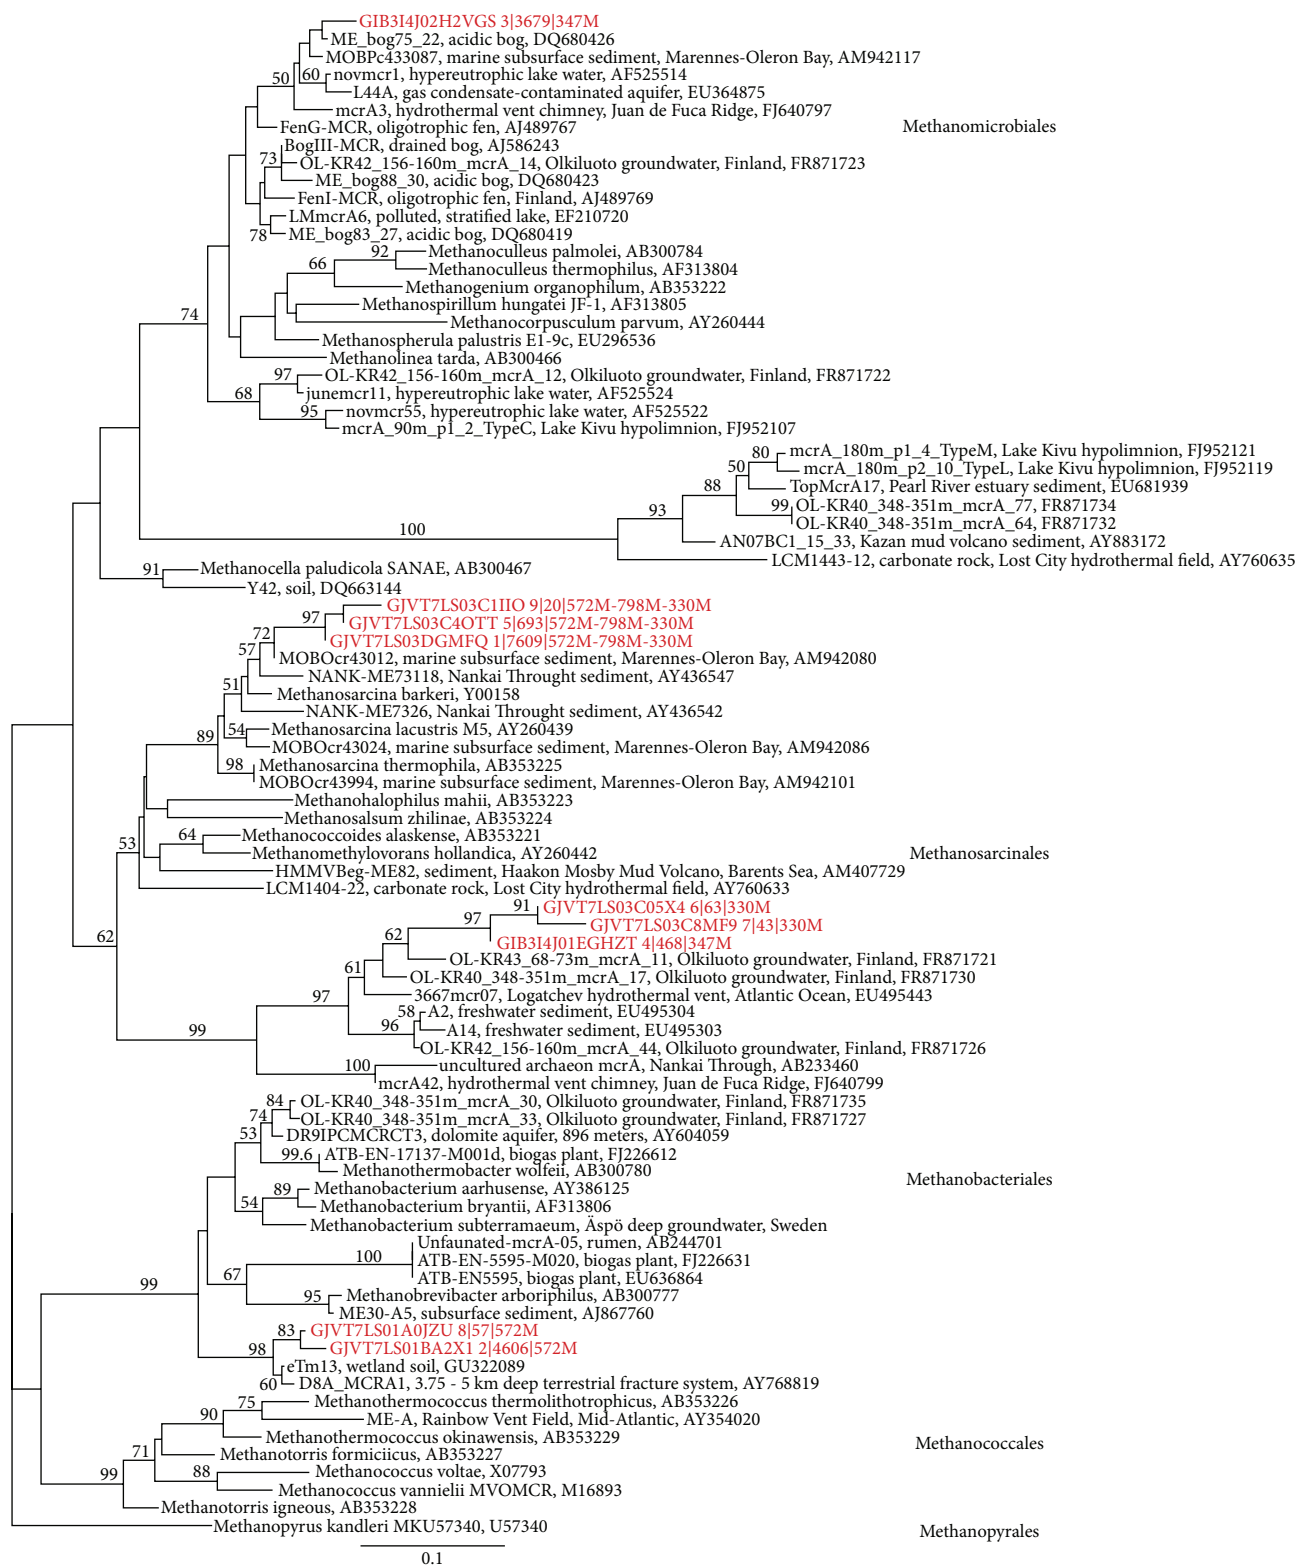 GIB3I4J02H2VGS 3|3679|347M
ME_bog75_22, acidic bog, DQ680426
MOBPc433087, marine subsurface sediment, Marennes-Oleron Bay, AM942117
50
60
novmcr1, hypereutrophic lake water, AF525514
L44A, gas condensate-contaminated aquifer, EU364875
mcrA3, hydrothermal vent chimney, Juan de Fuca Ridge, FJ640797
FenG-MCR, oligotrophic fen, AJ489767
Methanomicrobiales
BogIII-MCR, drained bog, AJ586243
73
OL-KR42_156-160m_mcrA_14, Olkiluoto groundwater, Finland, FR871723
ME_bog88_30, acidic bog, DQ680423
FenI-MCR, oligotrophic fen, Finland, AJ489769
LMmcrA6, polluted, stratified lake, EF210720
78
ME_bog83_27, acidic bog, DQ680419
92
Methanoculleus palmolei, AB300784
66
Methanoculleus thermophilus, AF313804
Methanogenium organophilum, AB353222
Methanospirillum hungatei JF-1, AF313805
74
Methanocorpusculum parvum, AY260444
Methanospherula palustris E1-9c, EU296536
Methanolinea tarda, AB300466
97
OL-KR42_156-160m_mcrA_12, Olkiluoto groundwater, Finland, FR871722
68
junemcr11, hypereutrophic lake water, AF525524
95
novmcr55, hypereutrophic lake water, AF525522
mcrA_90m_p1_2_TypeC, Lake Kivu hypolimnion, FJ952107
80
mcrA_180m_p1_4_TypeM, Lake Kivu hypolimnion, FJ952121
50
mcrA_180m_p2_10_TypeL, Lake Kivu hypolimnion, FJ952119
88
TopMcrA17, Pearl River estuary sediment, EU681939
99
OL-KR40_348-351m_mcrA_77, FR871734
93
OL-KR40_348-351m_mcrA_64, FR871732
100
AN07BC1_15_33, Kazan mud volcano sediment, AY883172
LCM1443-12, carbonate rock, Lost City hydrothermal field, AY760635
91
Methanocella paludicola SANAE, AB300467
Y42, soil, DQ663144
GJVT7LS03C1IIO 9|20|572M-798M-330M
97
GJVT7LS03C4OTT 5|693|572M-798M-330M
72
GJVT7LS03DGMFQ 1|7609|572M-798M-330M
57
MOBOcr43012, marine subsurface sediment, Marennes-Oleron Bay, AM942080
NANK-ME73118, Nankai Throught sediment, AY436547
51
Methanosarcina barkeri, Y00158
NANK-ME7326, Nankai Throught sediment, AY436542
54
Methanosarcina lacustris M5, AY260439
89
MOBOcr43024, marine subsurface sediment, Marennes-Oleron Bay, AM942086
98
Methanosarcina thermophila, AB353225
MOBOcr43994, marine subsurface sediment, Marennes-Oleron Bay, AM942101
Methanohalophilus mahii, AB353223
Methanosalsum zhilinae, AB353224
64
Methanococcoides alaskense, AB353221
53
Methanomethylovorans hollandica, AY260442
Methanosarcinales
HMMVBeg-ME82, sediment, Haakon Mosby Mud Volcano, Barents Sea, AM407729
LCM1404-22, carbonate rock, Lost City hydrothermal field, AY760633
91
GJVT7LS03C05X4 6|63|330M
97
GJVT7LS03C8MF9 7|43|330M
62
62
GIB3I4J01EGHZT 4|468|347M
OL-KR43_68-73m_mcrA_11, Olkiluoto groundwater, Finland, FR871721
61
OL-KR40_348-351m_mcrA_17, Olkiluoto groundwater, Finland, FR871730
97
3667mcr07, Logatchev hydrothermal vent, Atlantic Ocean, EU495443
58
A2, freshwater sediment, EU495304
99
96
A14, freshwater sediment, EU495303
OL-KR42_156-160m_mcrA_44, Olkiluoto groundwater, Finland, FR871726
100
uncultured archaeon mcrA, Nankai Through, AB233460
mcrA42, hydrothermal vent chimney, Juan de Fuca Ridge, FJ640799
84
OL-KR40_348-351m_mcrA_30, Olkiluoto groundwater, Finland, FR871735
74
OL-KR40_348-351m_mcrA_33, Olkiluoto groundwater, Finland, FR871727
53
DR9IPCMCRCT3, dolomite aquifer, 896 meters, AY604059
99.6
ATB-EN-17137-M001d, biogas plant, FJ226612
Methanothermobacter wolfeii, AB300780
Methanobacteriales
89
Methanobacterium aarhusense, AY386125
54
Methanobacterium bryantii, AF313806
Methanobacterium subterramaeum, Äspö deep groundwater, Sweden
Unfaunated-mcrA-05, rumen, AB244701
100
ATB-EN-5595-M020, biogas plant, FJ226631
67
ATB-EN5595, biogas plant, EU636864
99
95
Methanobrevibacter arboriphilus, AB300777
ME30-A5, subsurface sediment, AJ867760
83
GJVT7LS01A0JZU 8|57|572M
98
GJVT7LS01BA2X1 2|4606|572M
eTm13, wetland soil, GU322089
60
D8A_MCRA1, 3.75 - 5 km deep terrestrial fracture system, AY768819
75
Methanothermococcus thermolithotrophicus, AB353226
90
ME-A, Rainbow Vent Field, Mid-Atlantic, AY354020
Methanothermococcus okinawensis, AB353229
Methanococcales
71
Methanotorris formiciicus, AB353227
99
88
Methanococcus voltae, X07793
Methanococcus vannielii MVOMCR, M16893
Methanotorris igneous, AB353228
Methanopyrus kandleri MKU57340, U57340
Methanopyrales
0.1